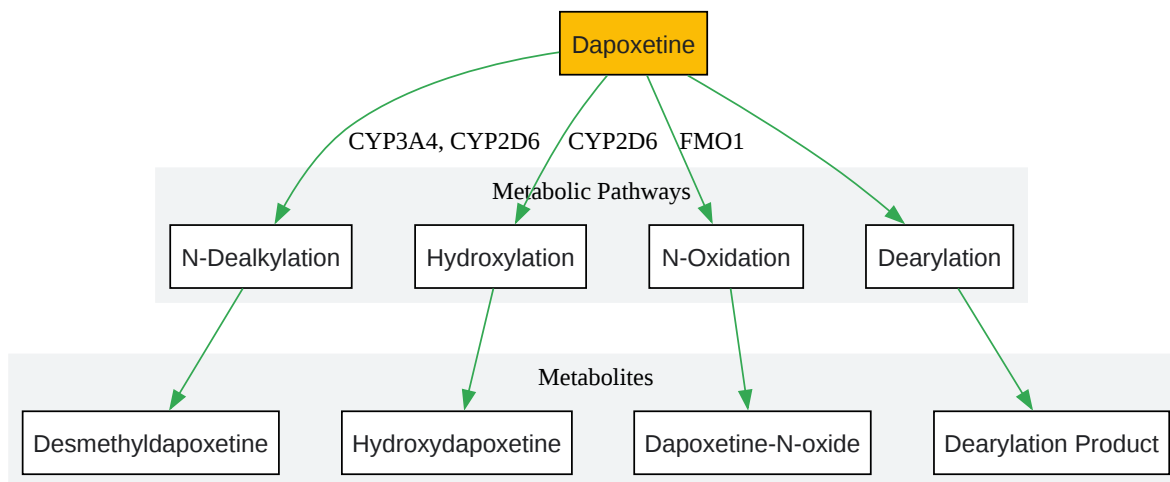 Dapoxetine
CYP3A4, CYP2D6
CYP2D6
FMO1
Metabolic Pathways
N-Dealkylation
Hydroxylation
N-Oxidation
Dearylation
Metabolites
Desmethyldapoxetine
Hydroxydapoxetine
Dapoxetine-N-oxide
Dearylation Product